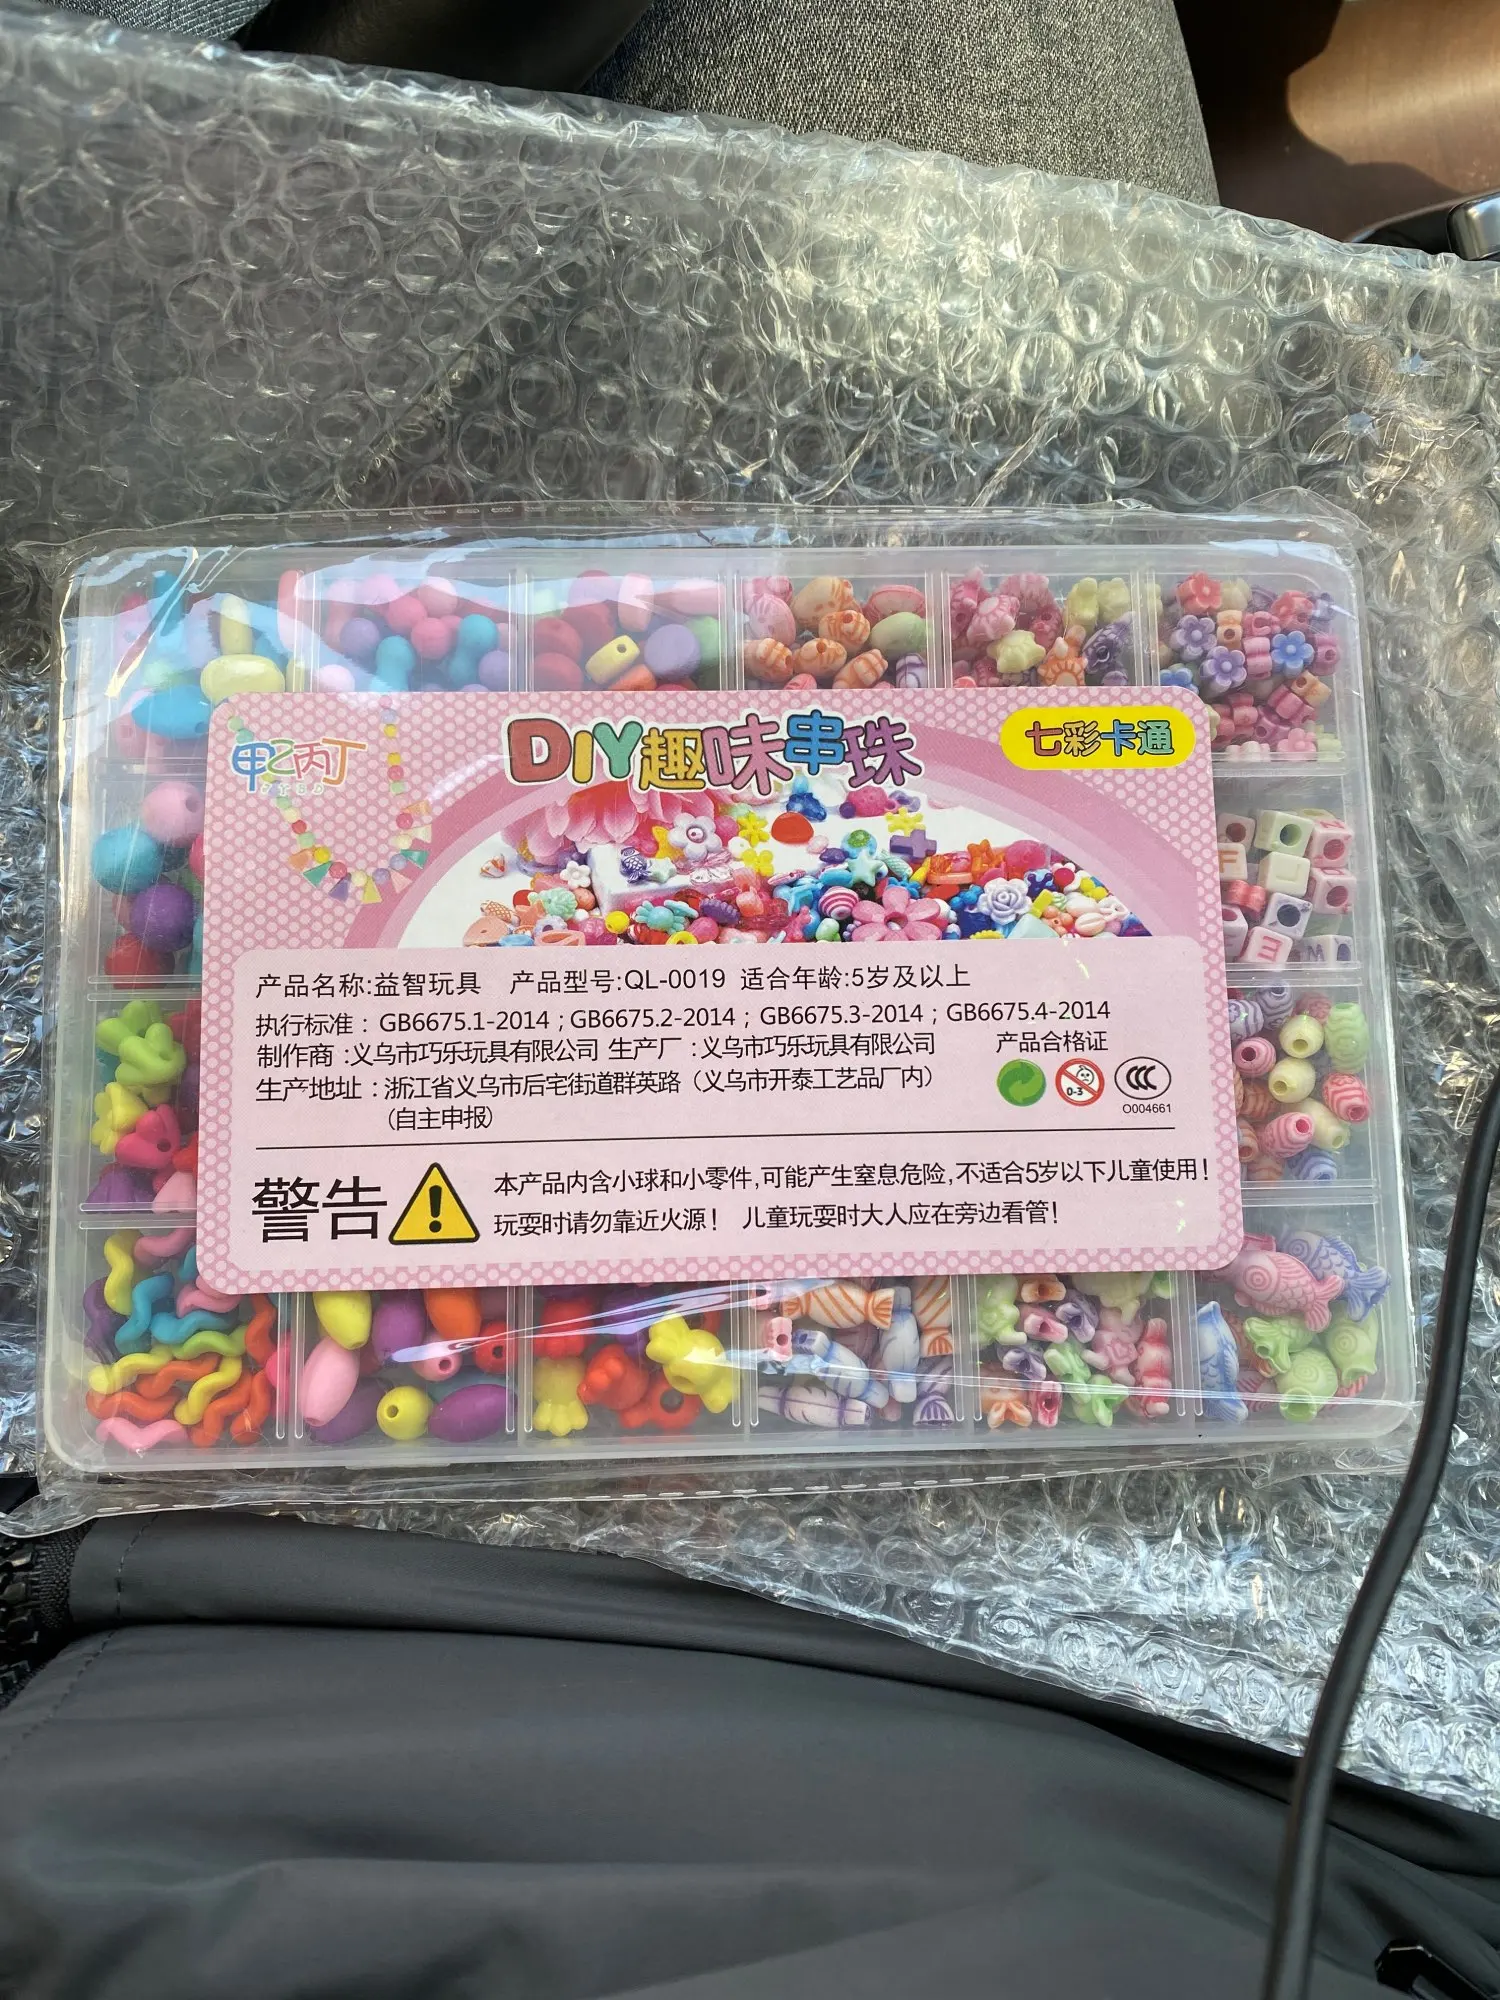 甲乙丙丁
JYBD
DIY趣味串珠
七彩卡通
产品名称:益智玩具 产品型号:QL-0019 适合年龄:5岁及以上
执行标准：GB6675.1-2014；GB6675.2-2014；GB6675.3-2014；GB6675.4-2014
制作商:义乌市巧乐玩具有限公司 生产厂:义乌市巧乐玩具有限公司
产品合格证
生产地址：浙江省义乌市后宅街道群英路（义乌市开泰工艺品厂内）
(自主申报)
0-3
CCC
O004661
警告
本产品内含小球和小零件,可能产生窒息危险,不适合5岁以下儿童使用！
玩耍时请勿靠近火源！ 儿童玩耍时大人应在旁边看管！
F
E
M